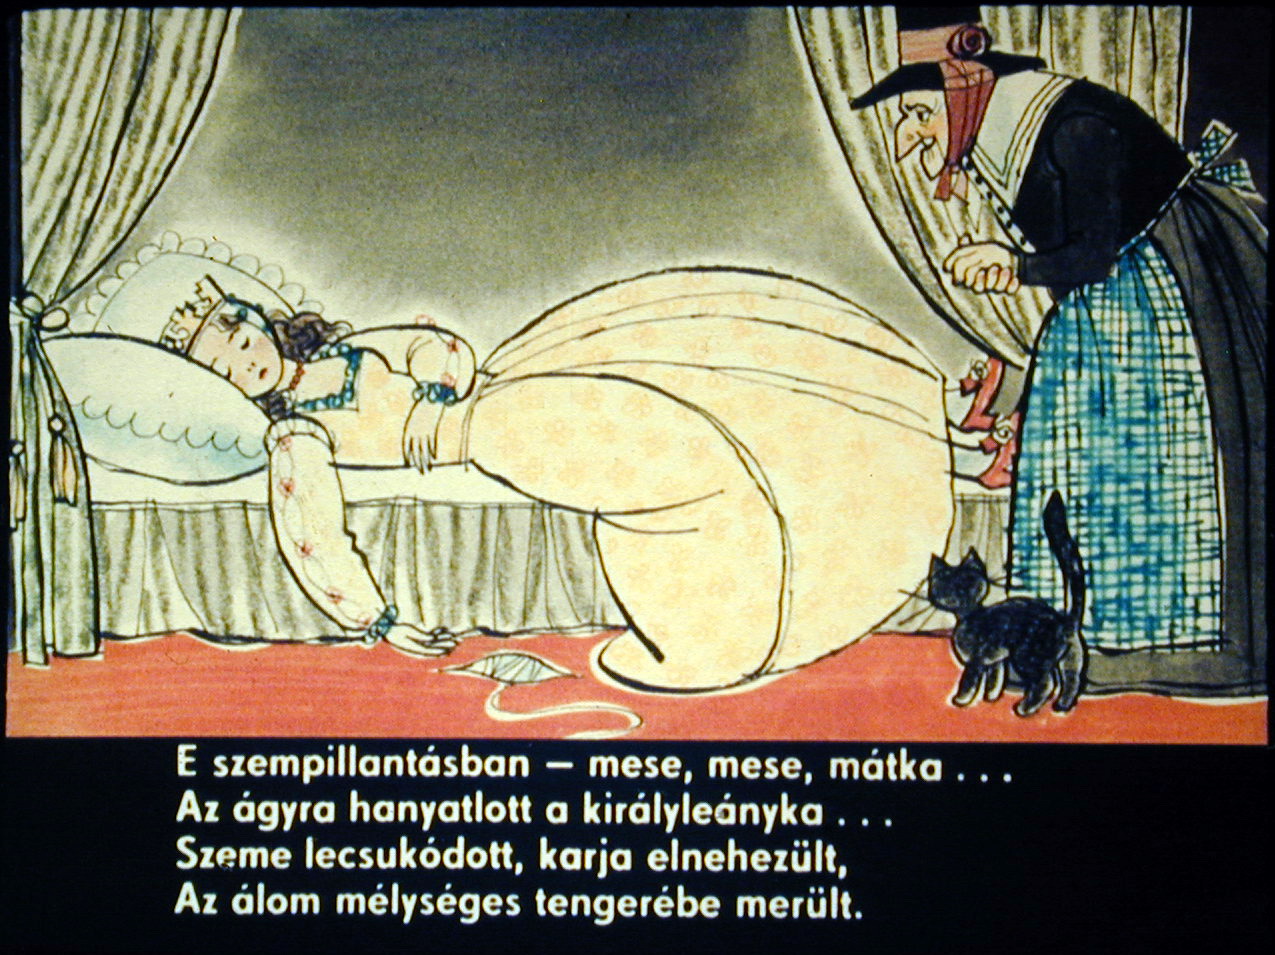 E szempillantásban – mese, mese, mátka . . .
Az ágyra hanyatlott a királyleányka . . .
Szeme lecsukódott, karja elnehezült,
Az álom mélységes tengerébe merült.